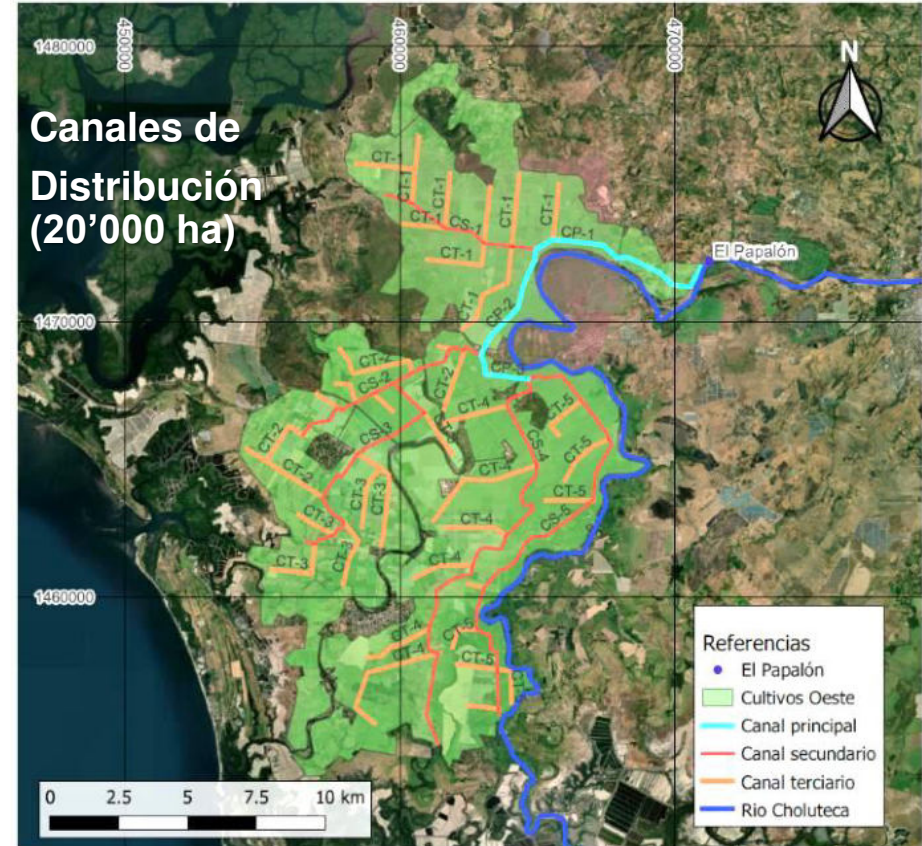 1480000
450000
460000
470000
N
Canales de
Distribución
(20'000 ha)
CT-1
CT-1
CT-1
CT-1
CT-1
CT-1
CS-1
CT-1
CP-1
El Papalón
CT-1
CP-2
1470000
CT-2
CS-2
CT-2
CP-3
CT-4
CT-5
CT-2
CS-3
CS-4
CT-5
CT-2
CT-4
CT-3
CT-3
CT-5
CT-3
CS-5
CT-4
CT-3
CT-3
CT-4
1460000
CT-4
CT-5
CT-4
CT-5
Referencias
El Papalón
Cultivos Oeste
Canal principal
Canal secundario
Canal terciario
Rio Choluteca
0 2.5 5 7.5 10 km